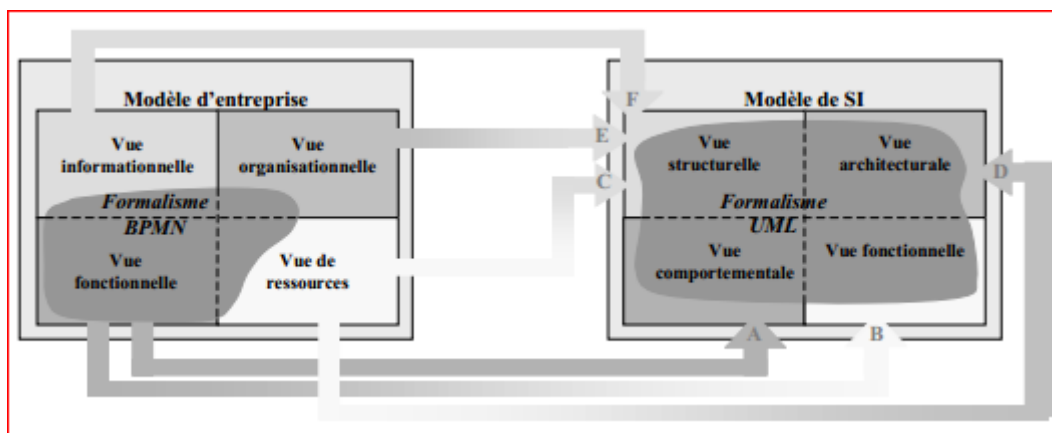 Modèle d'entreprise
Vue
informationnelle
Vue
organisationnelle
Formalisme
BPMN
Vue
fonctionnelle
Vue de
ressources
F
E
C
Modèle de SI
Vue
structurelle
Vue
architecturale
D
Formalisme
UML
Vue
comportementale
Vue fonctionnelle
A
B